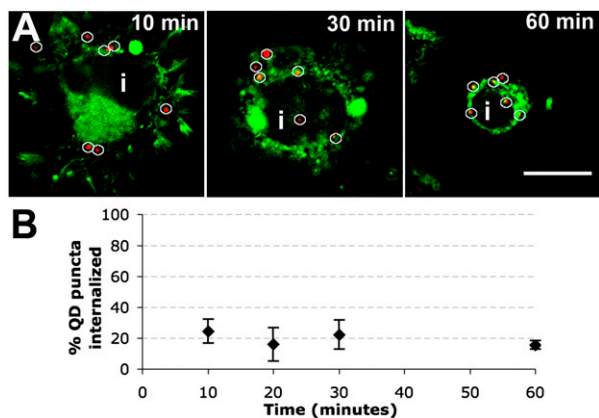 A
10 min
30 min
60 min
i
i
i
B
% QD puncta
internalized
100
80
60
40
20
0
0
10
20
30
40
50
60
Time (minutes)